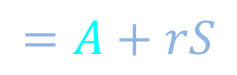 = A + rS